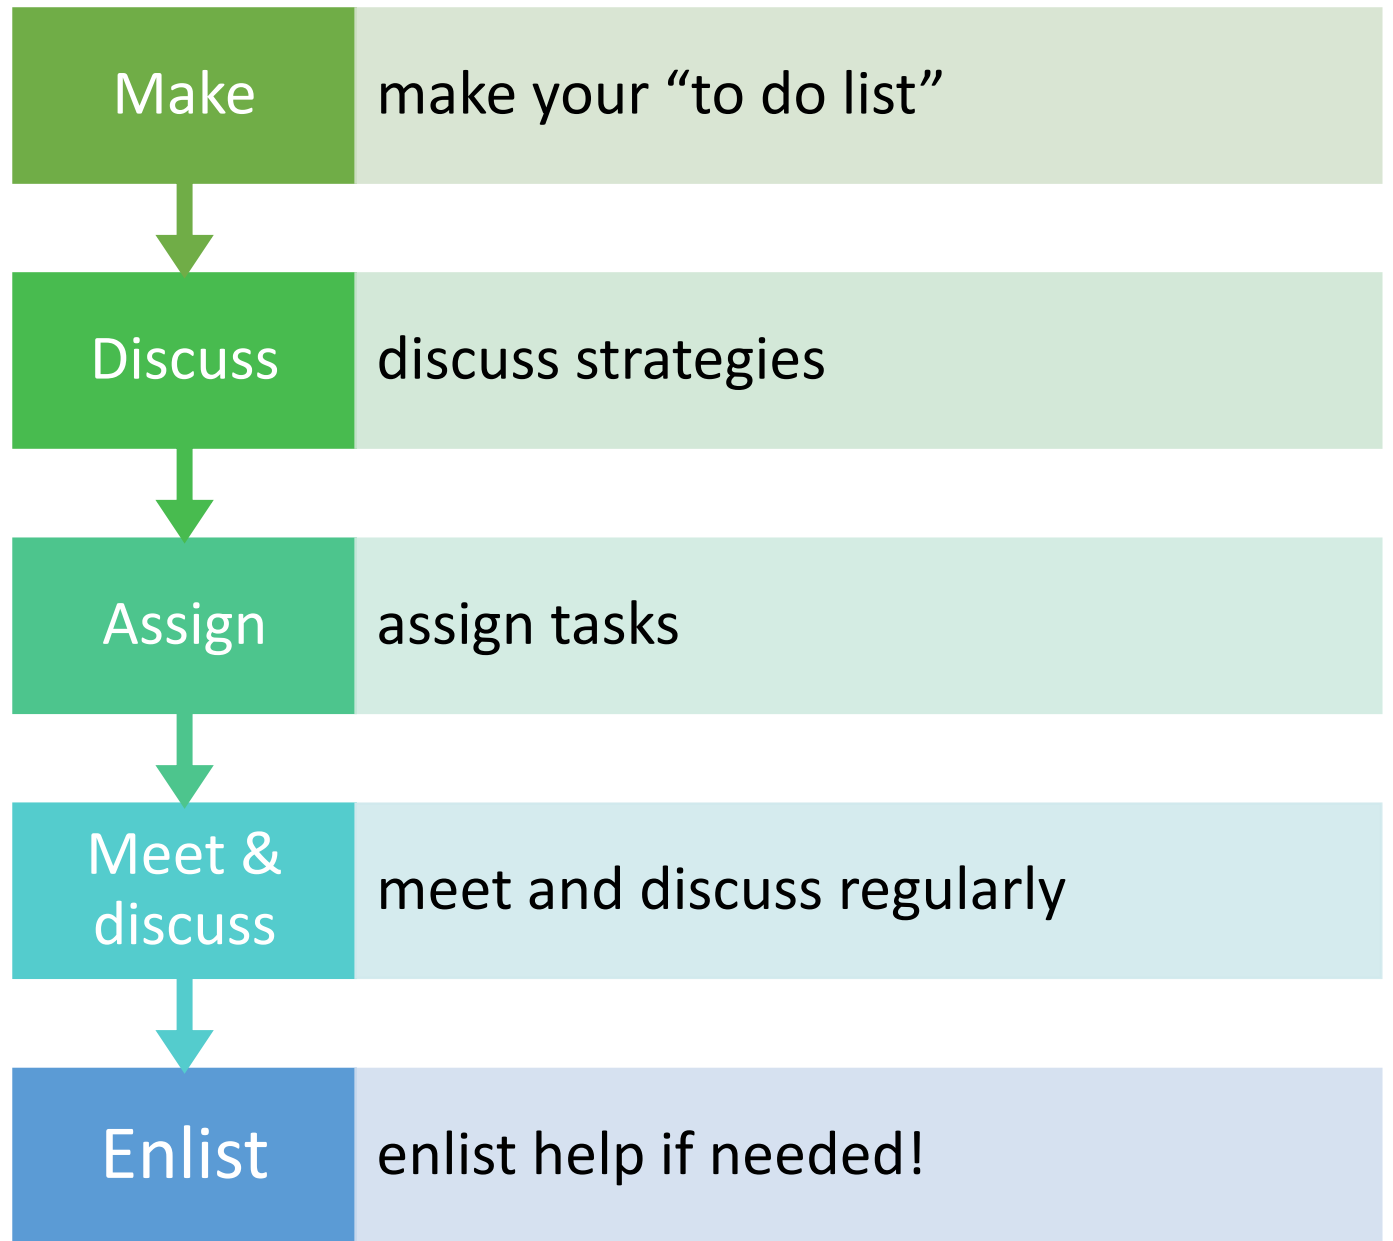 Make
make your “to do list”
Discuss
discuss strategies
Assign
assign tasks
Meet &
discuss
meet and discuss regularly
Enlist
enlist help if needed!